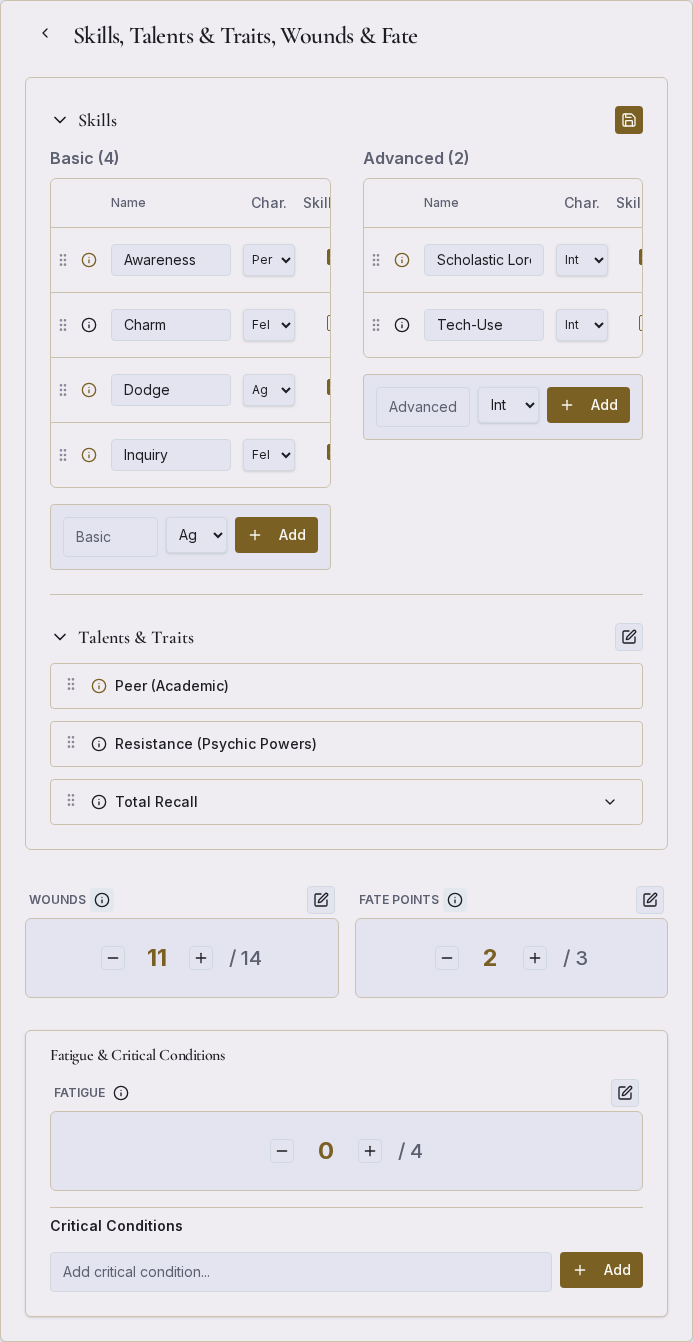 Skills, Talents & Traits, Wounds & Fate
Skills
Basic (4)
Name Char. Skill
Awareness Per
Charm Fel
Dodge Ag
Inquiry Fel
Basic Ag Add
Advanced (2)
Name Char. Skil
Scholastic Lore Int
Tech-Use Int
Advanced Int Add
Talents & Traits
Peer (Academic)
Resistance (Psychic Powers)
Total Recall
WOUNDS
11 / 14
FATE POINTS
2 / 3
Fatigue & Critical Conditions
FATIGUE
0 / 4
Critical Conditions
Add critical condition... Add